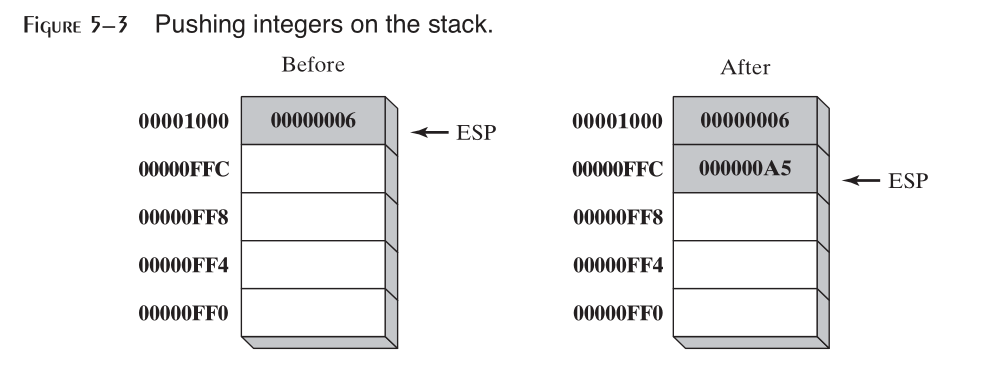 FIGURE 5–3 Pushing integers on the stack.
Before
After
00001000 00000006 ESP
00000FFC
00000FF8
00000FF4
00000FF0
00001000 00000006
00000FFC 000000A5 ESP
00000FF8
00000FF4
00000FF0